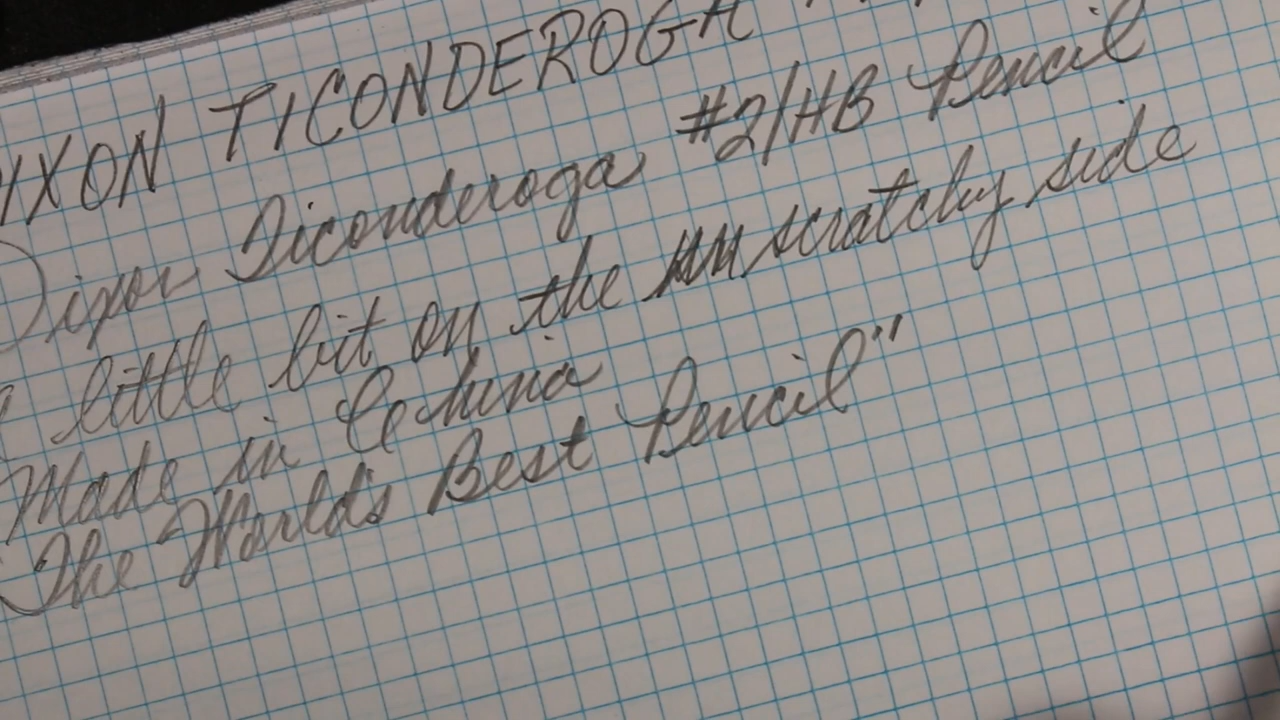 DIXON TICONDEROGA
Dixon Ticonderoga #2/HB Pencil
a little bit on the scratchy side
Made in China
The World's Best Pencil"